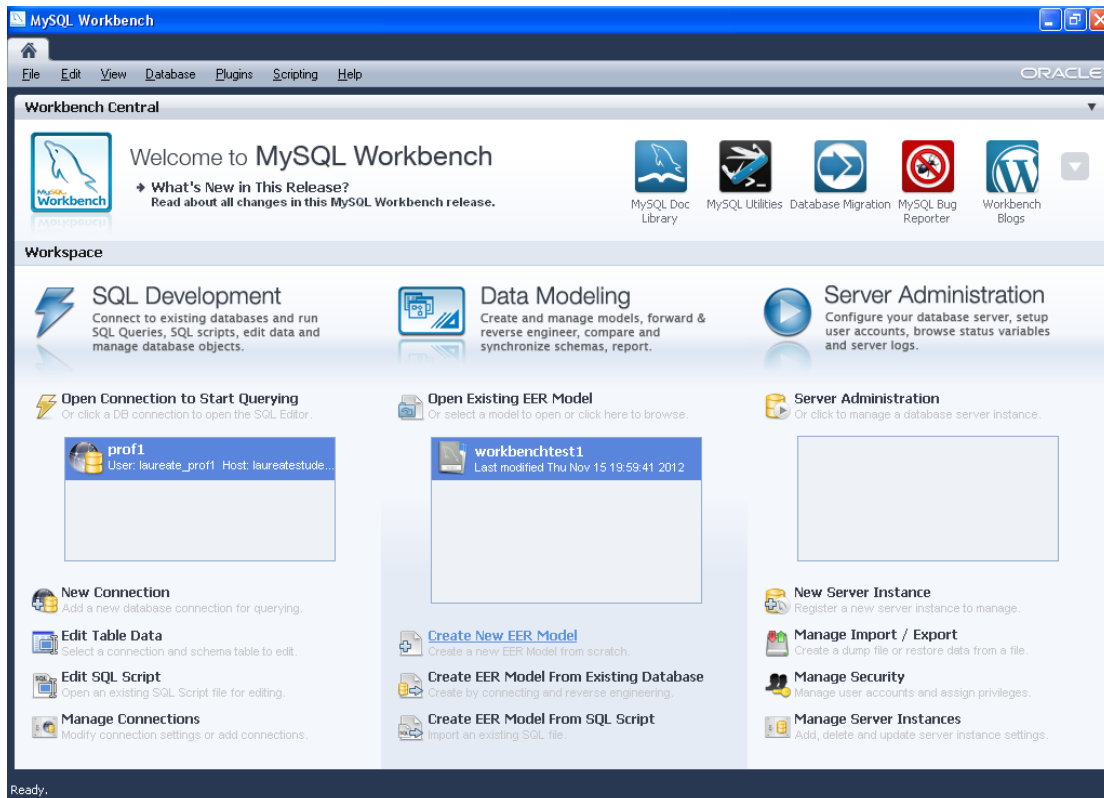 MySQL Workbench
File Edit View Database Plugins Scripting Help
ORACLE
Workbench Central
MySQL
Workbench
Welcome to MySQL Workbench
What's New in This Release?
Read about all changes in this MySQL Workbench release.
MySQL Doc
Library
MySQL Utilities
Database Migration
MySQL Bug
Reporter
Workbench
Blogs
Workspace
SQL Development
Connect to existing databases and run
SQL Queries, SQL scripts, edit data and
manage database objects.
Open Connection to Start Querying
Or click a DB connection to open the SQL Editor.
prof1
User: laureate_prof1 Host: laureatestude...
New Connection
Add a new database connection for querying.
Edit Table Data
Select a connection and schema table to edit.
Edit SQL Script
Open an existing SQL Script file for editing.
Manage Connections
Modify connection settings or add connections.
Data Modeling
Create and manage models, forward &
reverse engineer, compare and
synchronize schemas, report.
Open Existing EER Model
Or select a model to open or click here to browse.
workbenchtest1
Last modified Thu Nov 15 19:59:41 2012
Create New EER Model
Create a new EER Model from scratch.
Create EER Model From Existing Database
Create by connecting and reverse engineering.
Create EER Model From SQL Script
Import an existing SQL file.
Server Administration
Configure your database server, setup
user accounts, browse status variables
and server logs.
Server Administration
Or click to manage a database server instance.
New Server Instance
Register a new server instance to manage.
Manage Import / Export
Create a dump file or restore data from a file.
Manage Security
Manage user accounts and assign privileges.
Manage Server Instances
Add, delete and update server instance settings.
Ready.